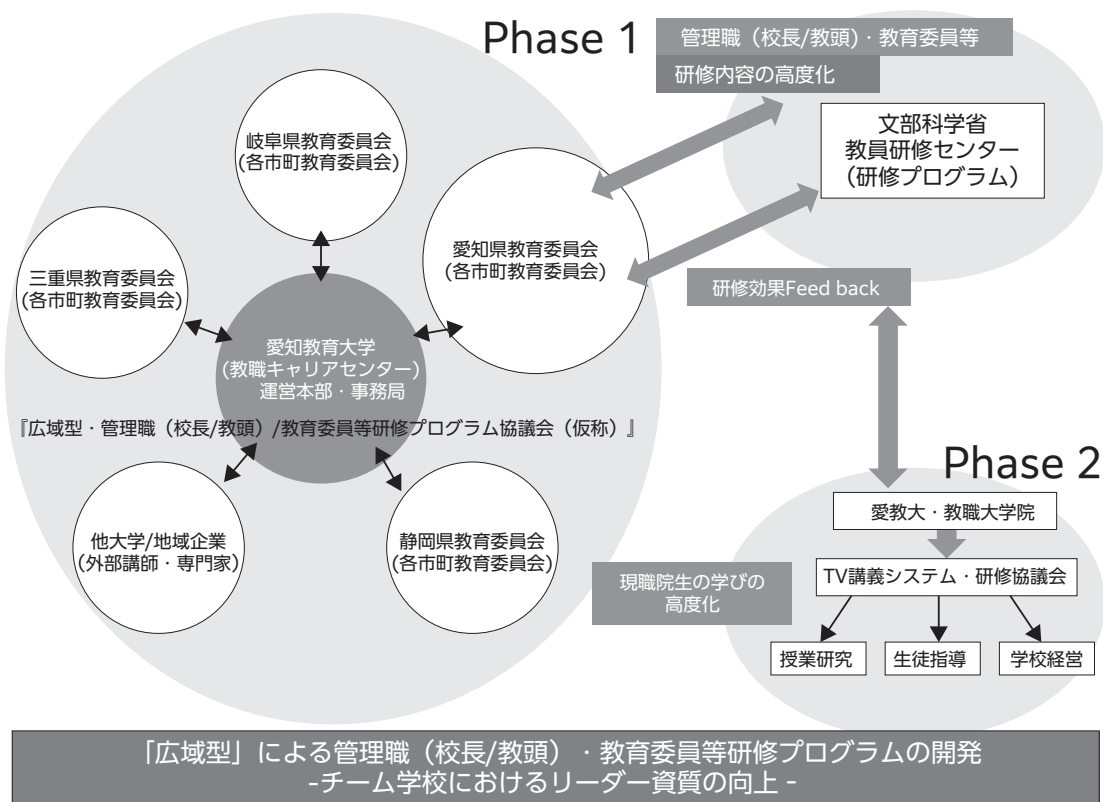 Phase 1
管理職（校長/教頭）・教育委員等
研修内容の高度化
文部科学省
教員研修センター
（研修プログラム）
岐阜県教育委員会
(各市町教育委員会)
愛知県教育委員会
(各市町教育委員会)
三重県教育委員会
(各市町教育委員会)
研修効果Feed back
愛知教育大学
(教職キャリアセンター)
運営本部・事務局
『広域型・管理職（校長/教頭）/教育委員等研修プログラム協議会（仮称）』
他大学/地域企業
(外部講師・専門家)
静岡県教育委員会
(各市町教育委員会)
Phase 2
愛教大・教職大学院
TV講義システム・研修協議会
現職院生の学びの
高度化
授業研究
生徒指導
学校経営
「広域型」による管理職（校長/教頭）・教育委員等研修プログラムの開発
-チーム学校におけるリーダー資質の向上 -